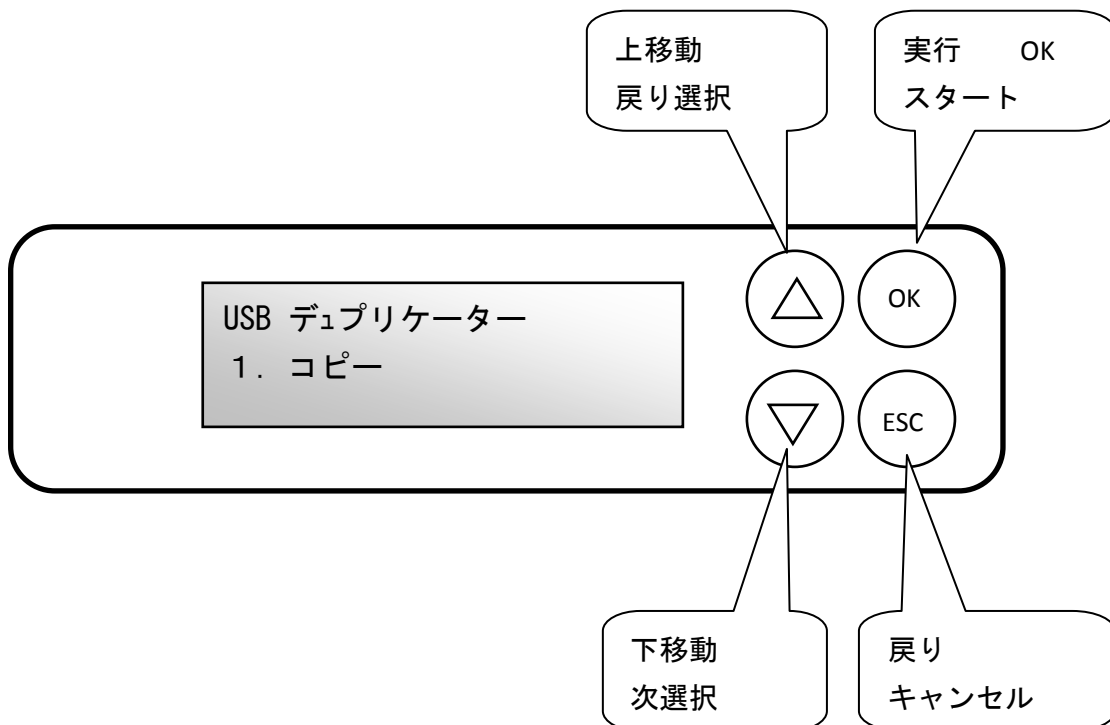 上移動
戻り選択
実行 OK
スタート
USB デュプリケーター
1. コピー
OK
ESC
下移動
次選択
戻り
キャンセル